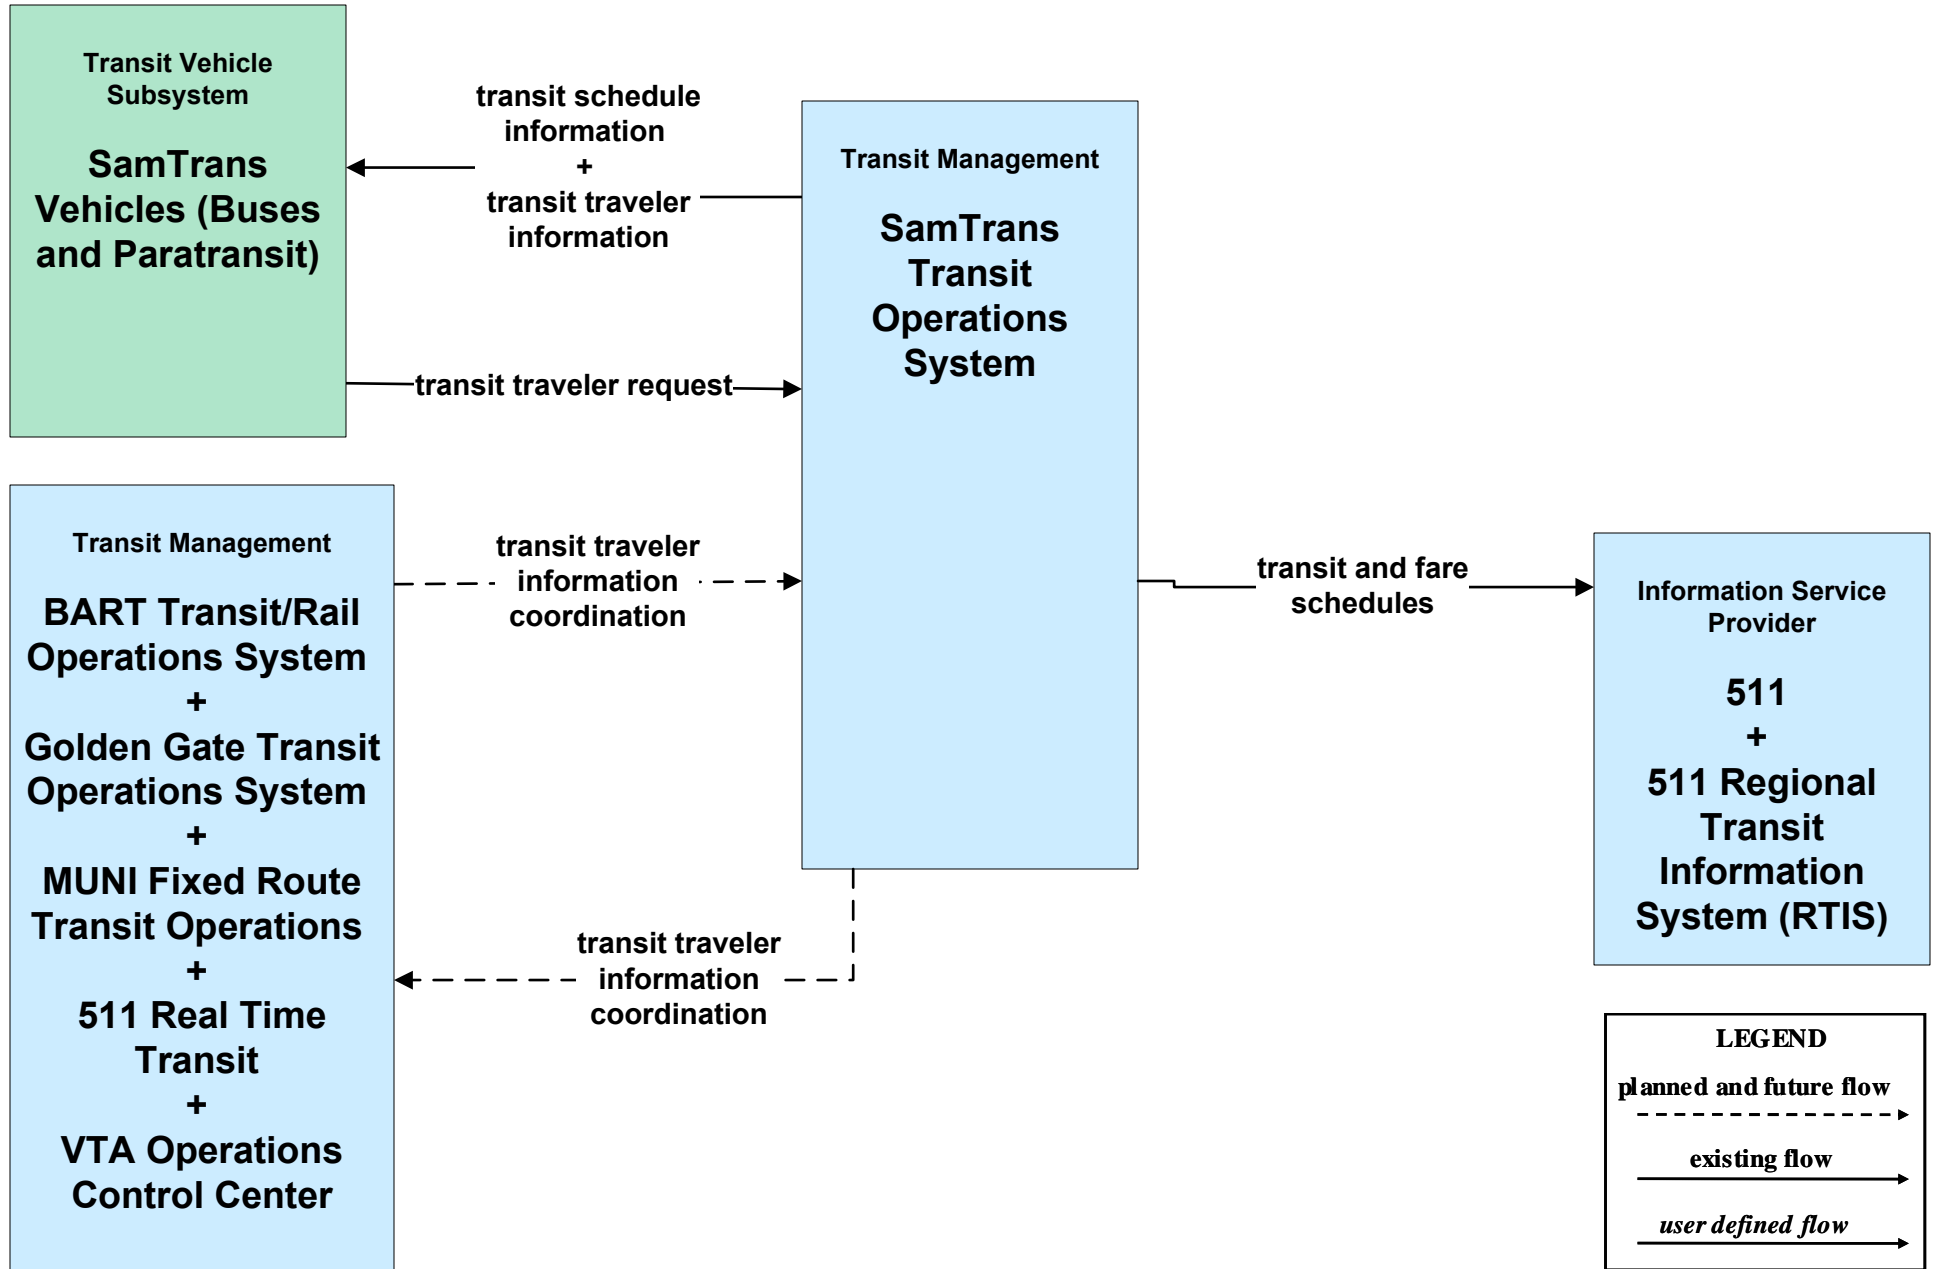 Transit Vehicle
Subsystem
SamTrans
Vehicles (Buses
and Paratransit)
transit schedule
information
+
transit traveler
information
transit traveler request
Transit Management
SamTrans
Transit
Operations
System
Transit Management
BART Transit/Rail
Operations System
+
Golden Gate Transit
Operations System
+
MUNI Fixed Route
Transit Operations
+
511 Real Time
Transit
+
VTA Operations
Control Center
transit traveler
information
coordination
transit traveler
information
coordination
transit and fare
schedules
Information Service
Provider
511
+
511 Regional
Transit
Information
System (RTIS)
LEGEND
planned and future flow
existing flow
user defined flow